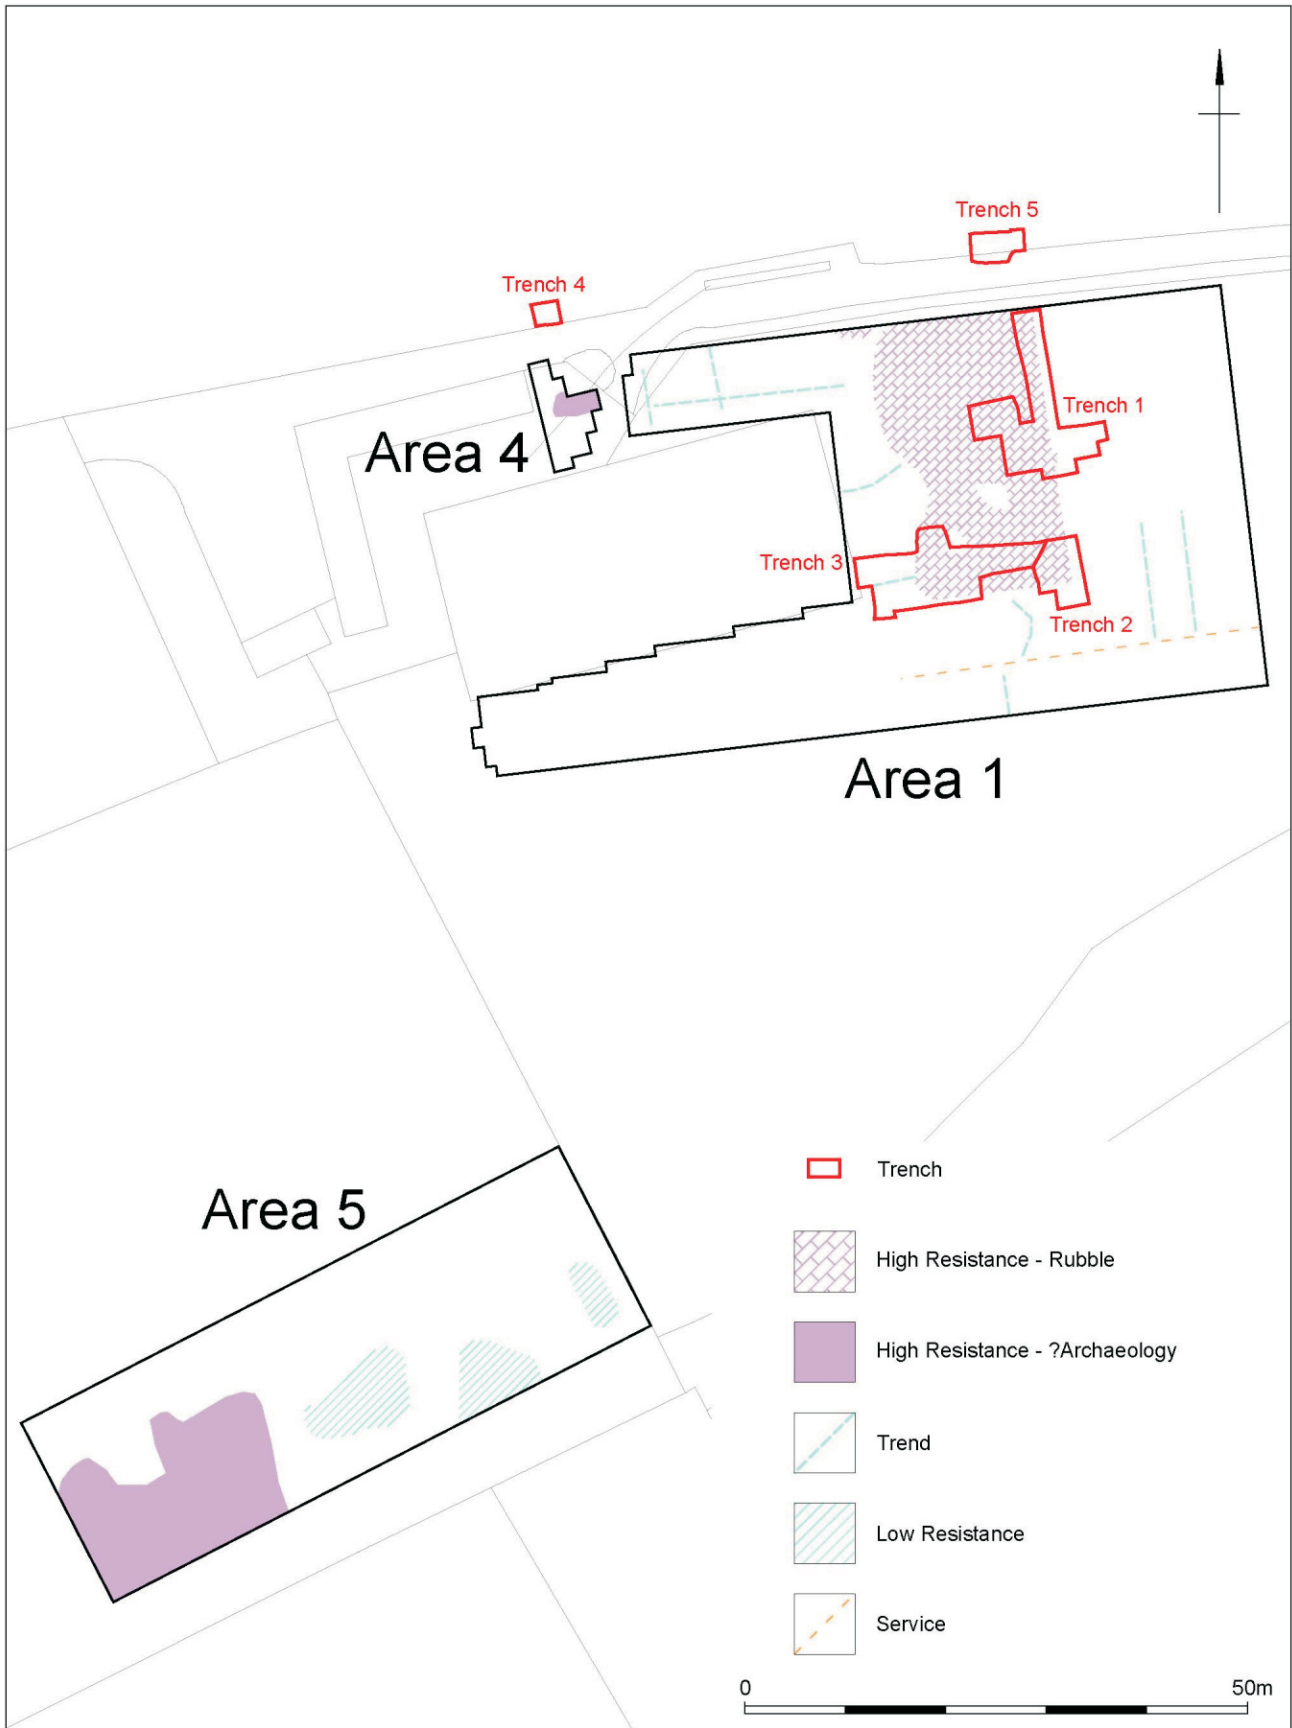 Trench 5
Trench 4
Trench 1
Area 4
Trench 3
Trench 2
Area 1
Area 5
Trench
High Resistance - Rubble
High Resistance - ?Archaeology
Trend
Low Resistance
Service
0 50m